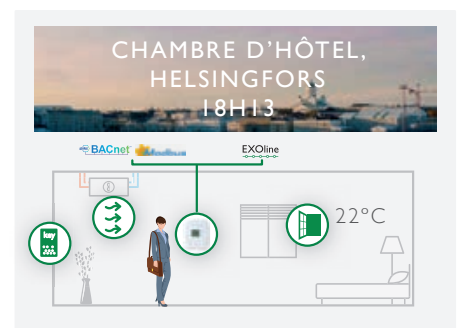 CHAMBRE D'HÔTEL,
HELSINGFORS
18H13
BACnet
EXOline
22°C
key